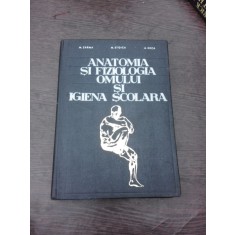 ANATOMIA
SI FIZIOLOGIA
OMULUI
SI
IGIENA SCOLARA